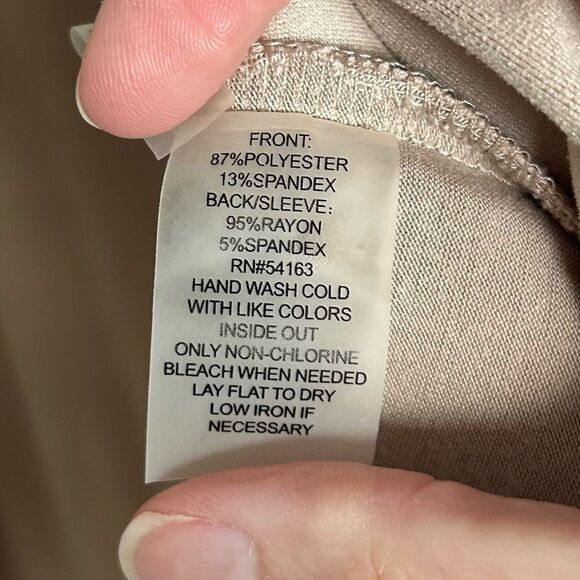 FRONT:
87%POLYESTER
13%SPANDEX
BACK/SLEEVE:
95%RAYON
5%SPANDEX
RN#54163
HAND WASH COLD
WITH LIKE COLORS
INSIDE OUT
ONLY NON-CHLORINE
BLEACH WHEN NEEDED
LAY FLAT TO DRY
LOW IRON IF
NECESSARY